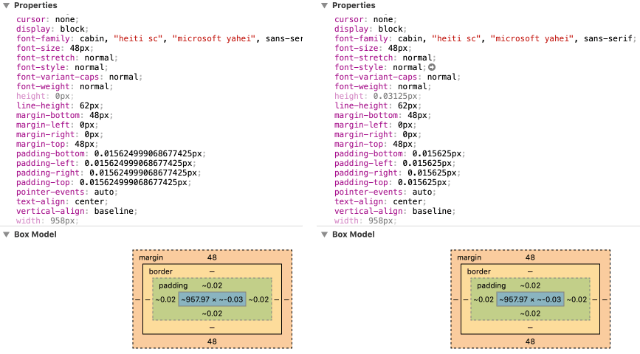 Properties
cursor: none;
display: block;
font-family: cabin, "heiti sc", "microsoft yahei", sans-serif;
font-size: 48px;
font-stretch: normal;
font-style: normal;
font-variant-caps: normal;
font-weight: normal;
height: 0px;
line-height: 62px;
margin-bottom: 48px;
margin-left: 0px;
margin-right: 0px;
margin-top: 48px;
padding-bottom: 0.015624999068677425px;
padding-left: 0.015624999068677425px;
padding-right: 0.015624999068677425px;
padding-top: 0.015624999068677425px;
pointer-events: auto;
text-align: center;
vertical-align: baseline;
width: 958px;
Box Model
margin 48
border –
padding ~0.02
– ~0.02 ~957.97 × ~-0.03 ~0.02 –
~0.02
–
48
Properties
cursor: none;
display: block;
font-family: cabin, "heiti sc", "microsoft yahei", sans-serif;
font-size: 48px;
font-stretch: normal;
font-style: normal;
font-variant-caps: normal;
font-weight: normal;
height: 0.03125px;
line-height: 62px;
margin-bottom: 48px;
margin-left: 0px;
margin-right: 0px;
margin-top: 48px;
padding-bottom: 0.015625px;
padding-left: 0.015625px;
padding-right: 0.015625px;
padding-top: 0.015625px;
pointer-events: auto;
text-align: center;
vertical-align: baseline;
width: 958px;
Box Model
margin 48
border –
padding ~0.02
– ~0.02 ~957.97 × ~-0.03 ~0.02 –
~0.02
–
48